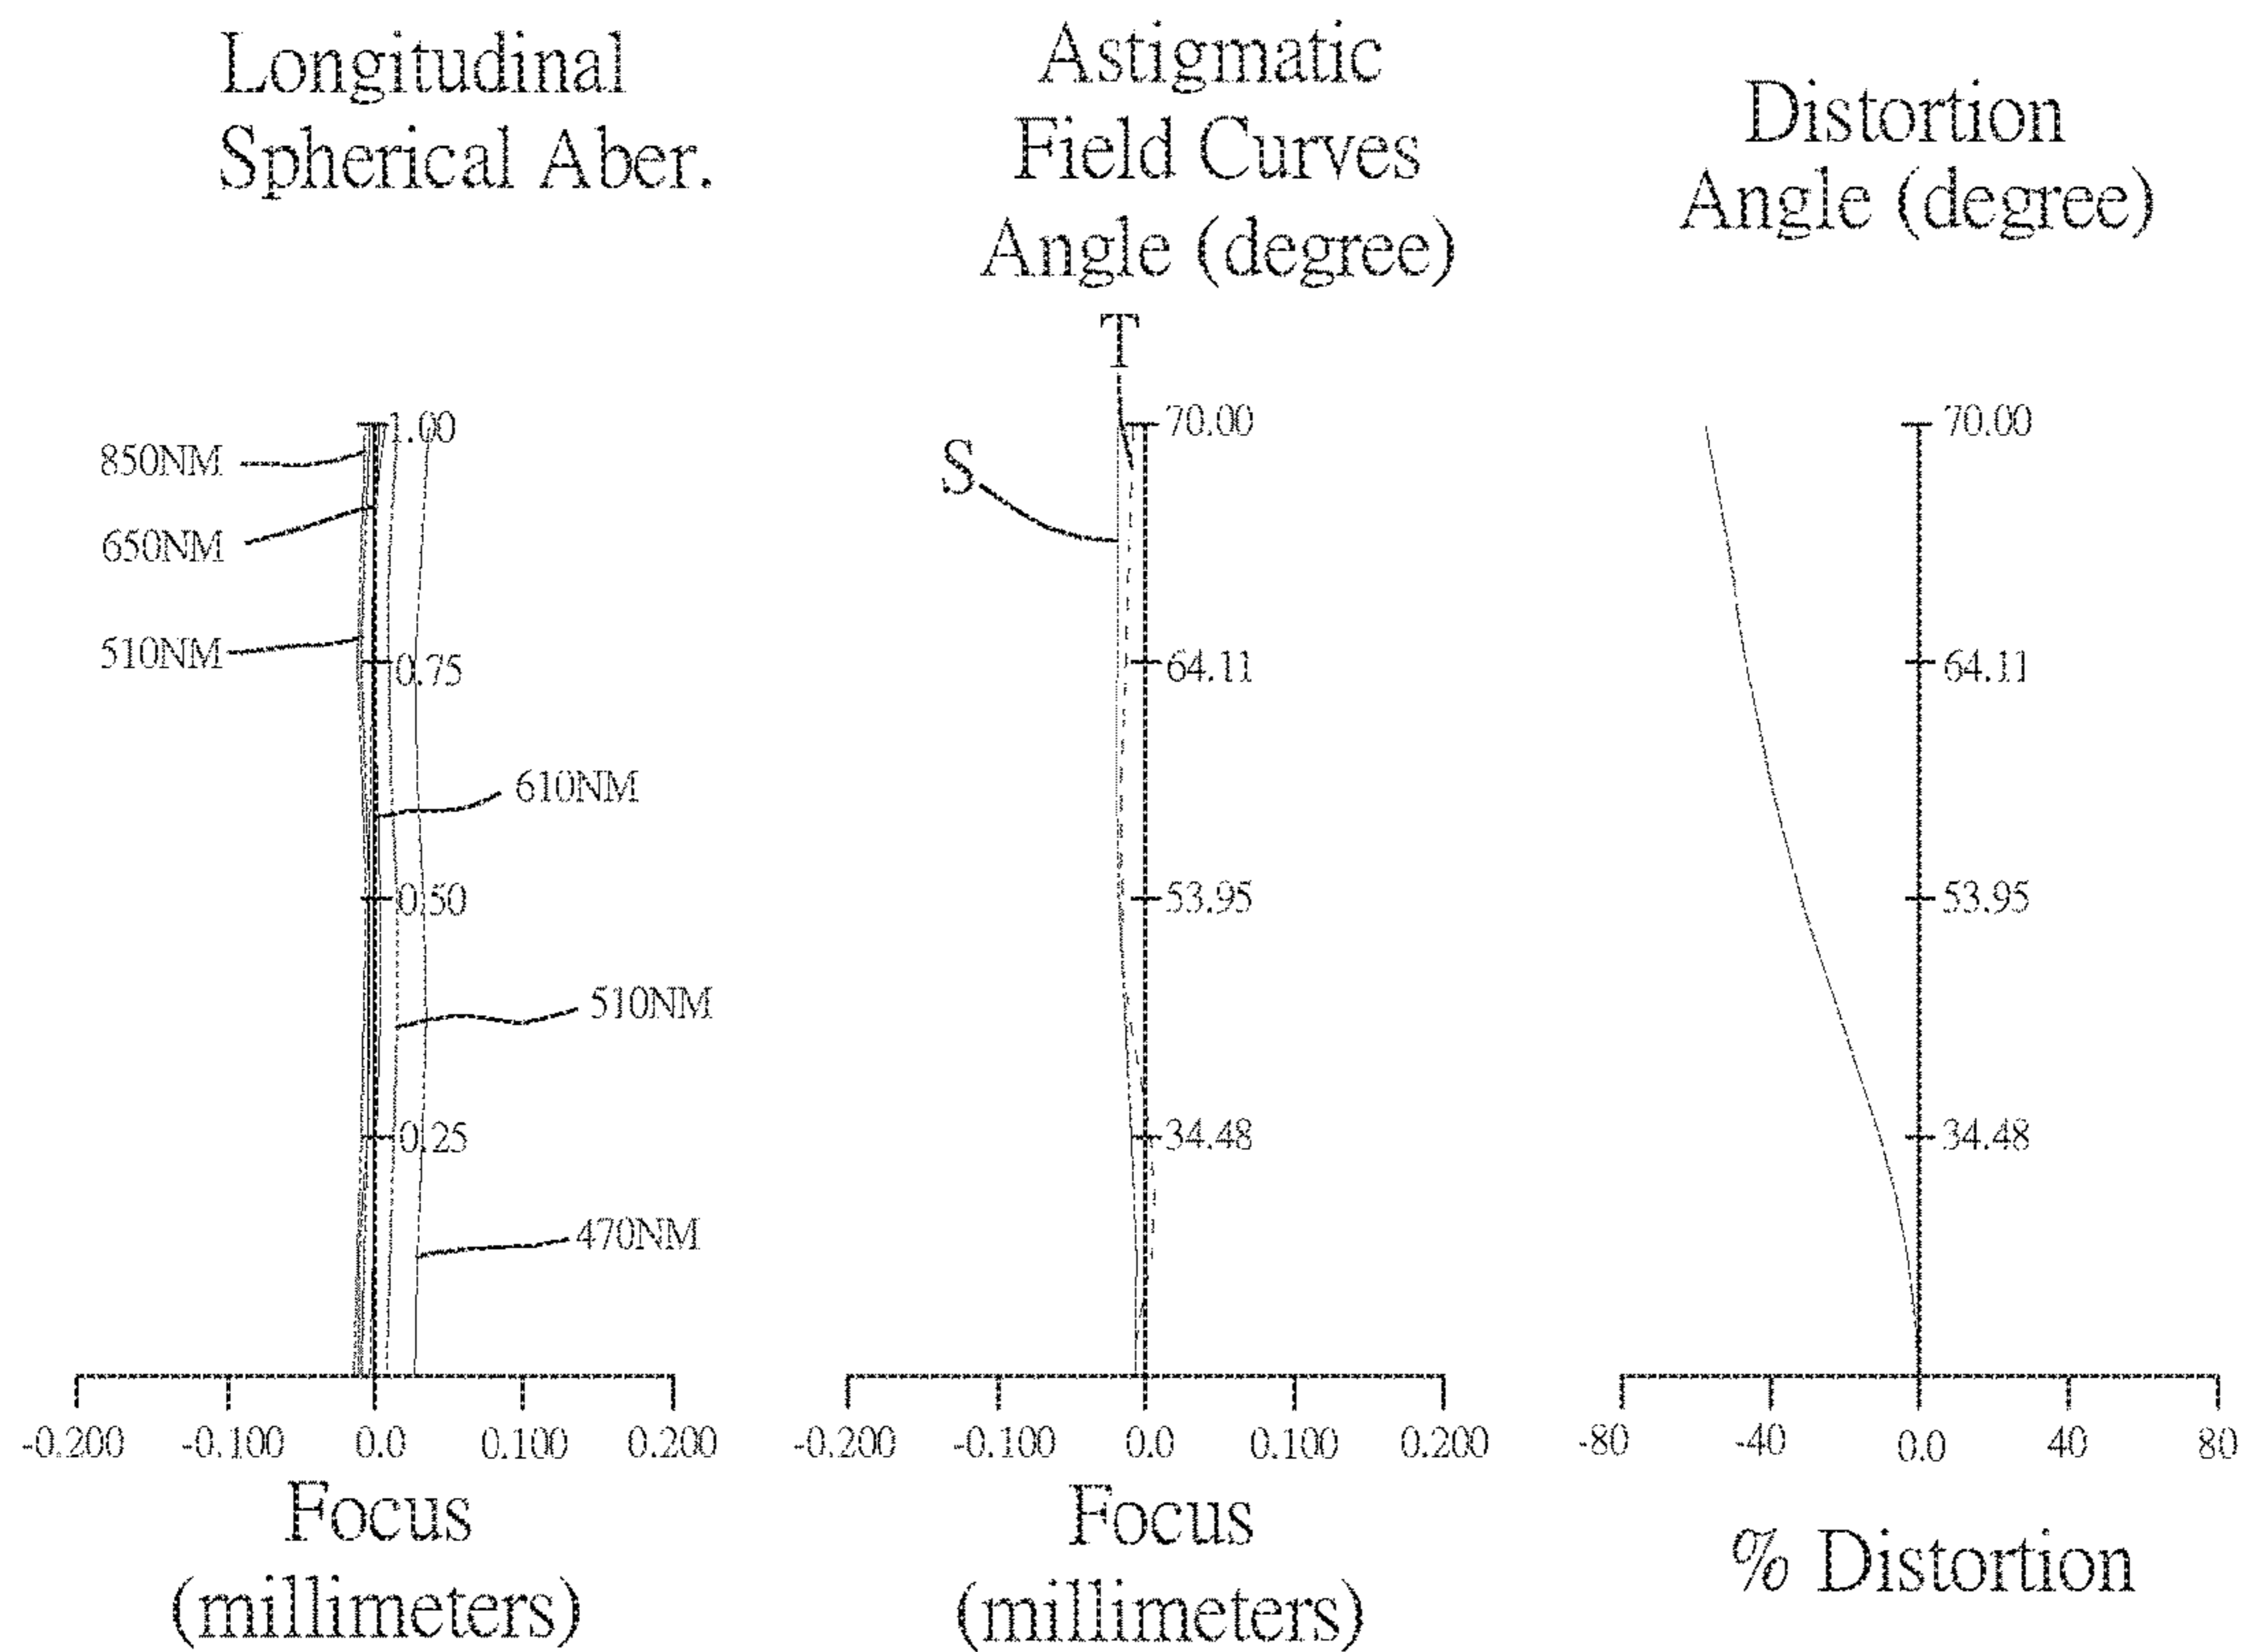 Longitudinal
Spherical Aber.
1.00
850NM
650NM
510NM
0.75
610NM
0.50
510NM
0.25
470NM
-0.200 -0.100 0.0 0.100 0.200
Focus
(millimeters)
Astigmatic
Field Curves
Angle (degree)
T
70.00
S
64.11
53.95
34.48
-0.200 -0.100 0.0 0.100 0.200
Focus
(millimeters)
Distortion
Angle (degree)
70.00
64.11
53.95
34.48
-80 -40 0.0 40 80
% Distortion